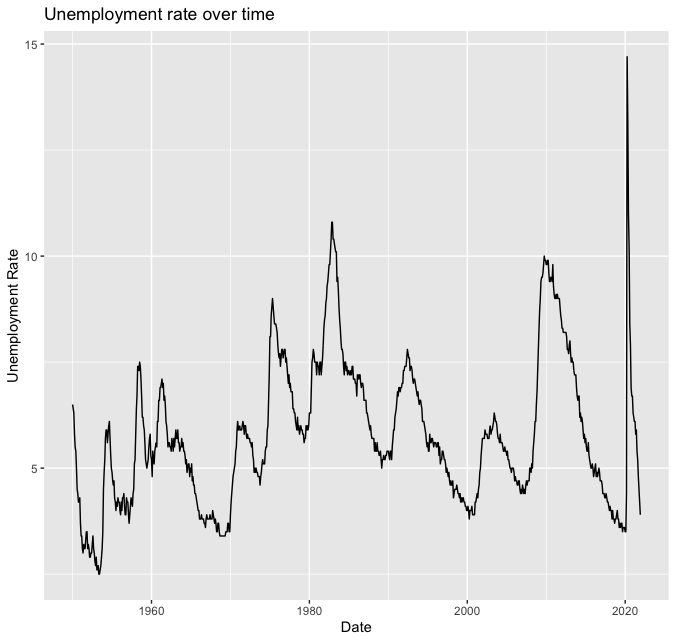 Unemployment rate over time
Unemployment Rate
15
10
5
1960 1980 2000 2020
Date